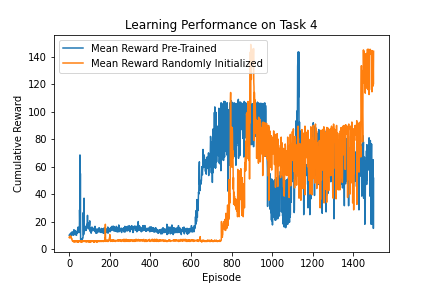 Learning Performance on Task 4
Mean Reward Pre-Trained
Mean Reward Randomly Initialized
Cumulative Reward
140
120
100
80
60
40
20
0
0 200 400 600 800 1000 1200 1400
Episode